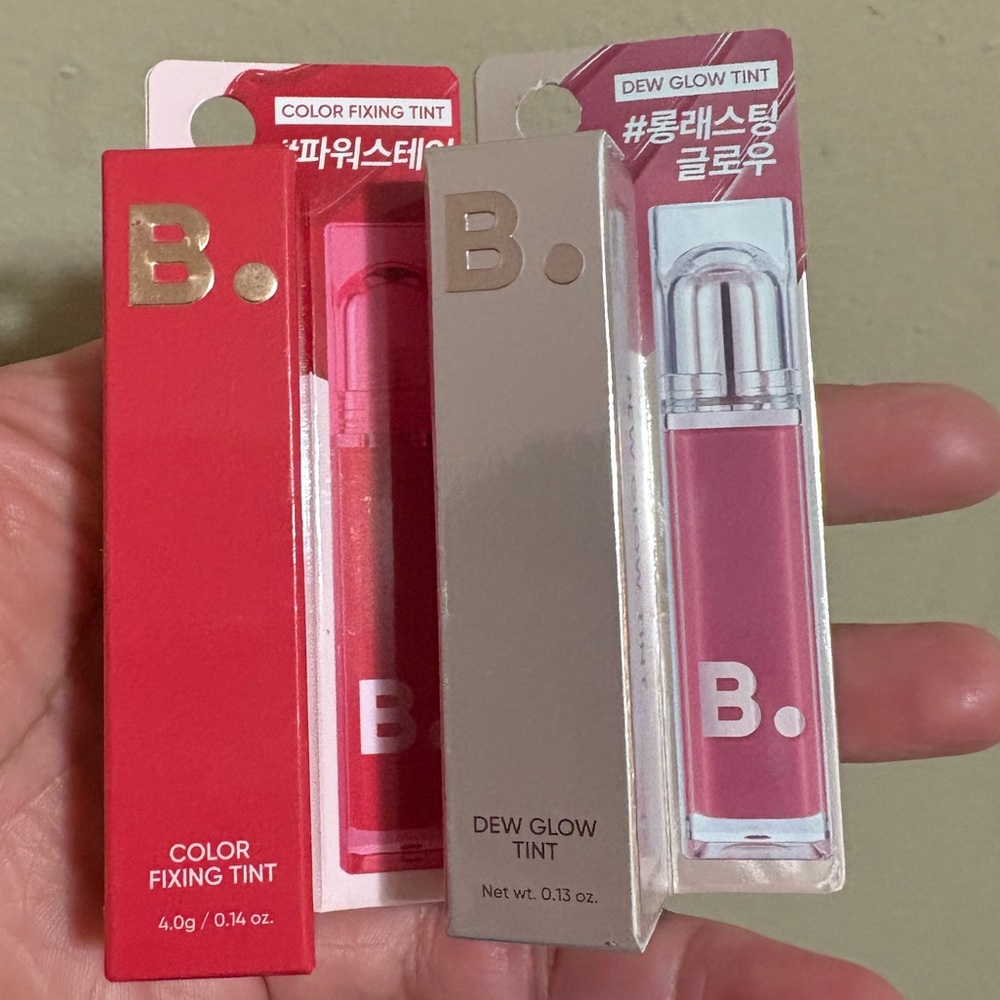 COLOR FIXING TINT
B.
B.
COLOR
FIXING TINT
4.0g / 0.14 oz.
DEW GLOW TINT
#롱래스팅
글로우
B.
B.
DEW GLOW
TINT
Net wt. 0.13 oz.